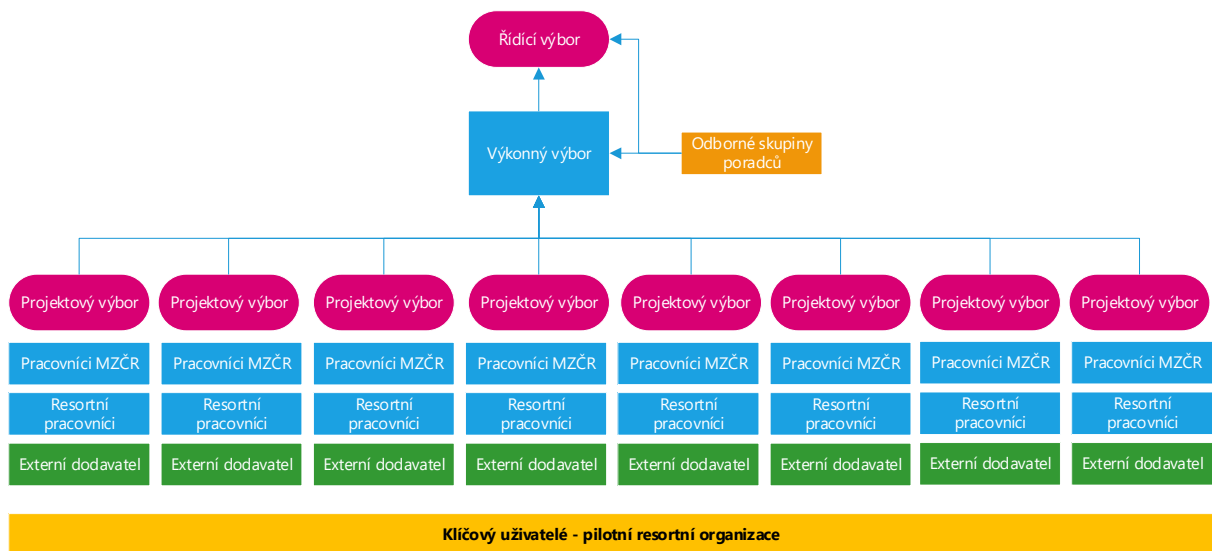 Řídící výbor
Výkonný výbor
Odborné skupiny
poradců
Projektový výbor
Projektový výbor
Projektový výbor
Projektový výbor
Projektový výbor
Projektový výbor
Projektový výbor
Projektový výbor
Pracovníci MZČR
Pracovníci MZČR
Pracovníci MZČR
Pracovníci MZČR
Pracovníci MZČR
Pracovníci MZČR
Pracovníci MZČR
Pracovníci MZČR
Resortní
pracovníci
Resortní
pracovníci
Resortní
pracovníci
Resortní
pracovníci
Resortní
pracovníci
Resortní
pracovníci
Resortní
pracovníci
Resortní
pracovníci
Externí dodavatel
Externí dodavatel
Externí dodavatel
Externí dodavatel
Externí dodavatel
Externí dodavatel
Externí dodavatel
Externí dodavatel
Klíčový uživatelé - pilotní resortní organizace